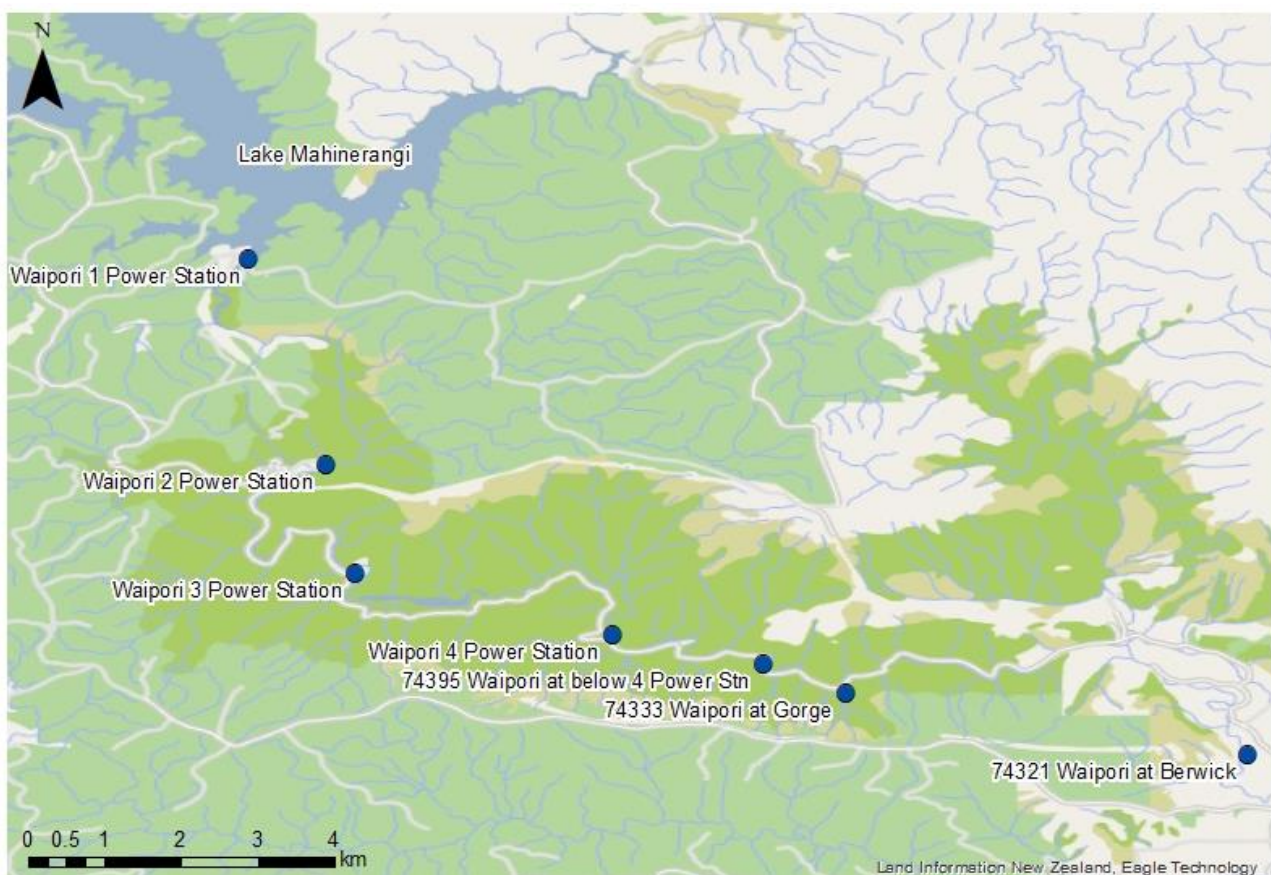 N
Lake Mahinerangi
Waipori 1 Power Station
Waipori 2 Power Station
Waipori 3 Power Station
Waipori 4 Power Station
74395 Waipori at below 4 Power Stn
74333 Waipori at Gorge
74321 Waipori at Berwick
0 0.5 1 2 3 4
km
Land Information New Zealand, Eagle Technology